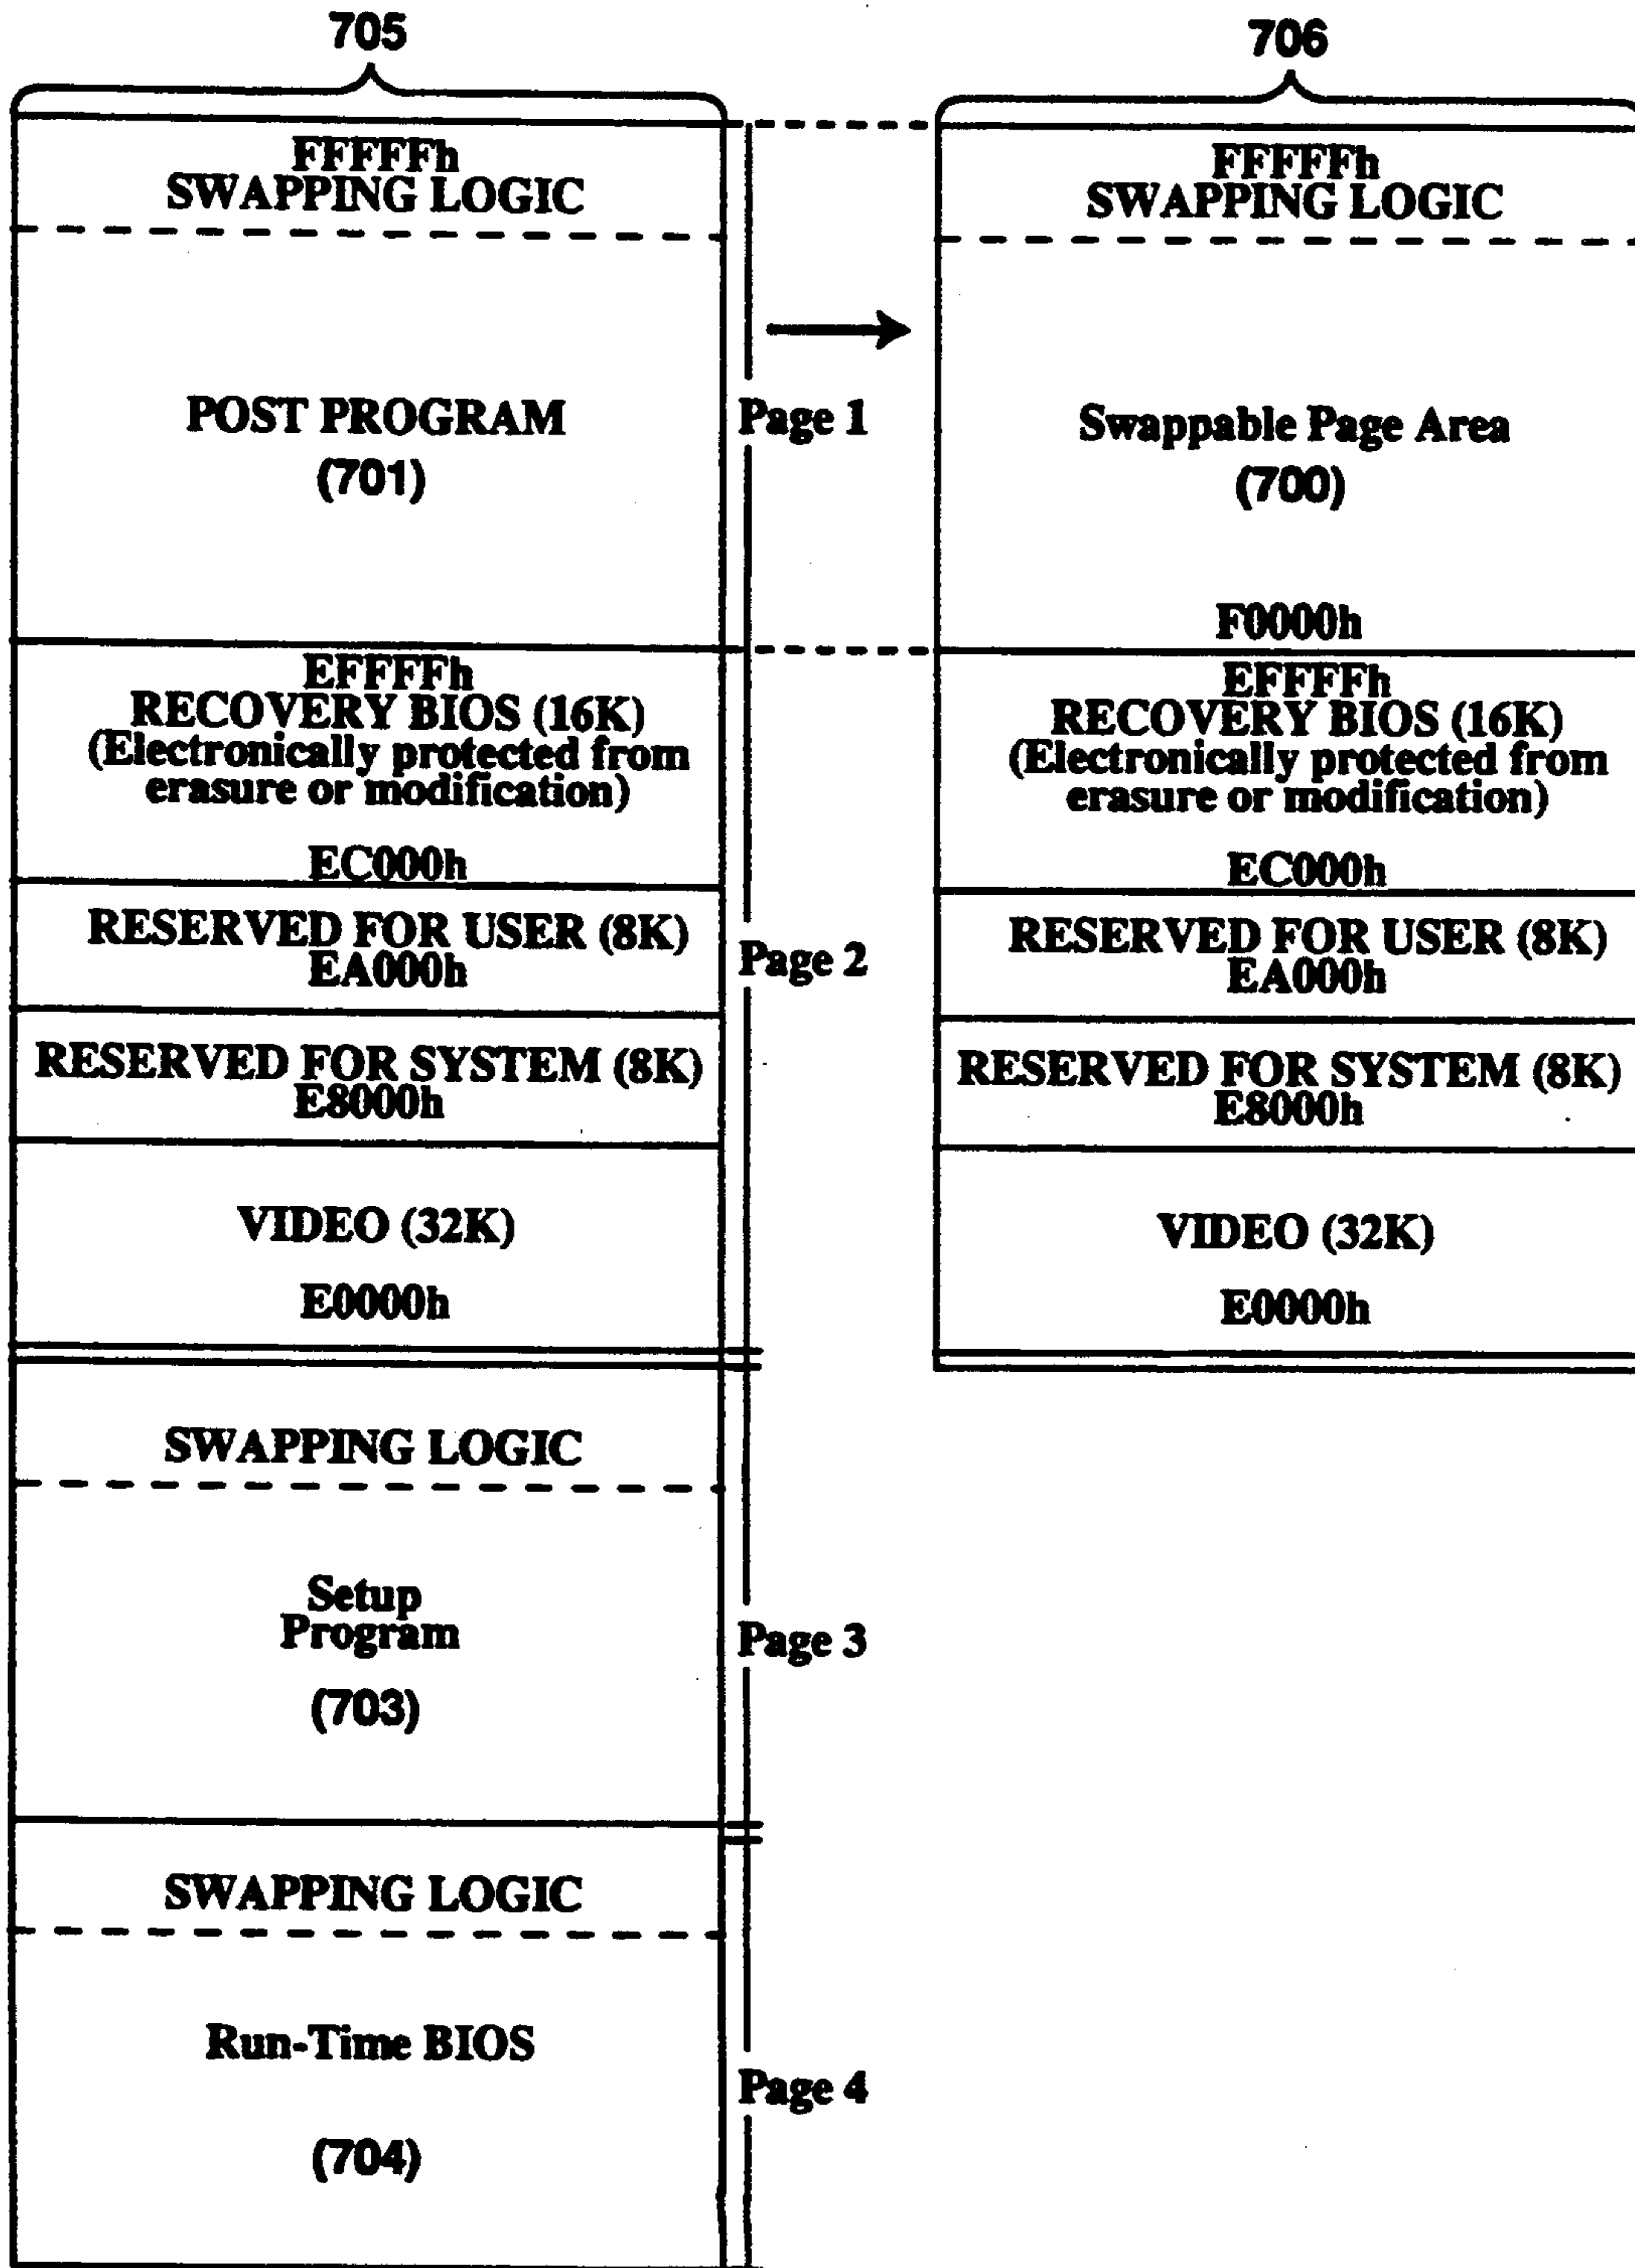 705
FFFFFh
SWAPPING LOGIC
POST PROGRAM
(701)
EFFFFh
RECOVERY BIOS (16K)
(Electronically protected from
erasure or modification)
EC000h
RESERVED FOR USER (8K)
EA000h
RESERVED FOR SYSTEM (8K)
E8000h
VIDEO (32K)
E0000h
SWAPPING LOGIC
Setup
Program
(703)
SWAPPING LOGIC
Run-Time BIOS
(704)
Page 1
Page 2
Page 3
Page 4
706
FFFFFh
SWAPPING LOGIC
Swappable Page Area
(700)
F0000h
EFFFFh
RECOVERY BIOS (16K)
(Electronically protected from
erasure or modification)
EC000h
RESERVED FOR USER (8K)
EA000h
RESERVED FOR SYSTEM (8K)
E8000h
VIDEO (32K)
E0000h